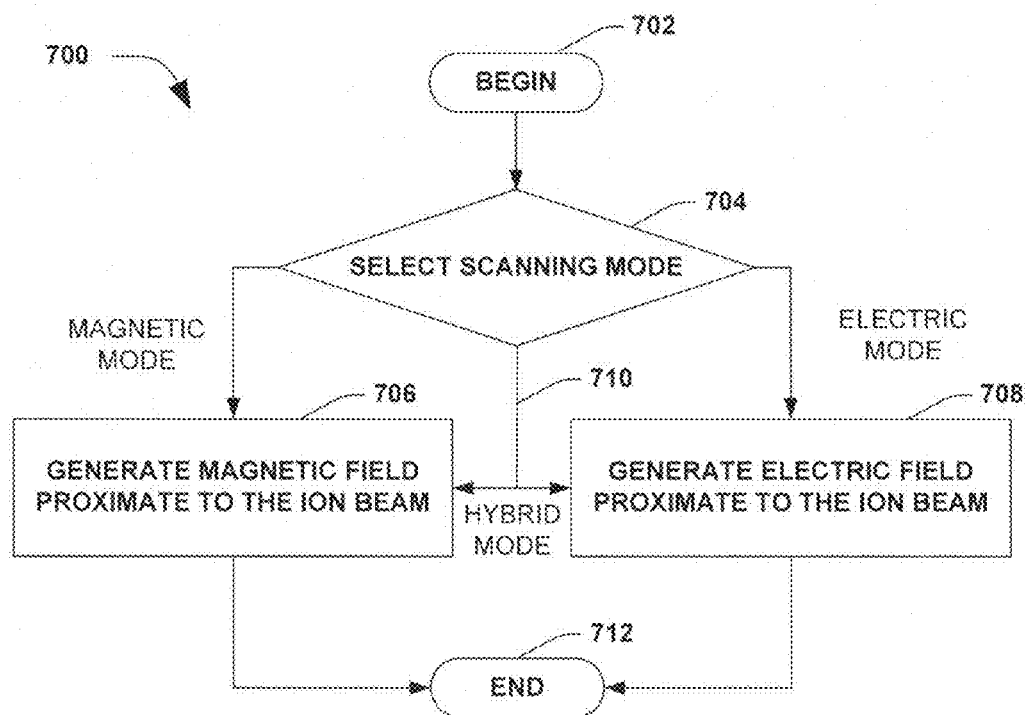 702
700
BEGIN
704
SELECT SCANNING MODE
MAGNETIC
MODE
ELECTRIC
MODE
710
706
708
GENERATE MAGNETIC FIELD
PROXIMATE TO THE ION BEAM
GENERATE ELECTRIC FIELD
PROXIMATE TO THE ION BEAM
HYBRID
MODE
712
END